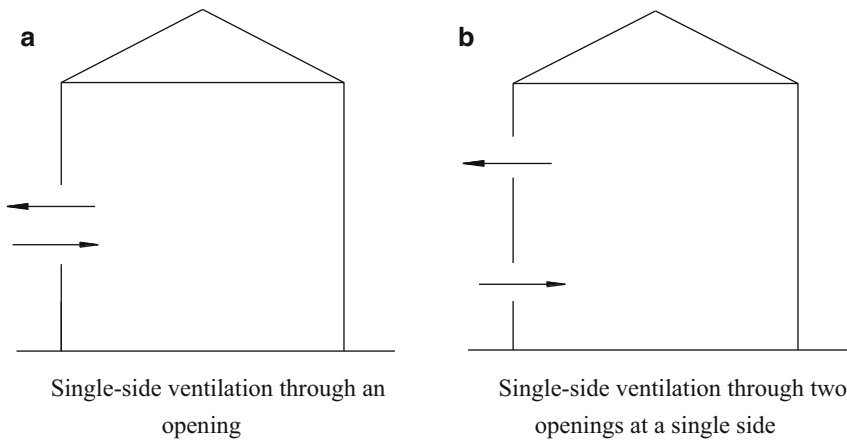 a
Single-side ventilation through an
opening
b
Single-side ventilation through two
openings at a single side